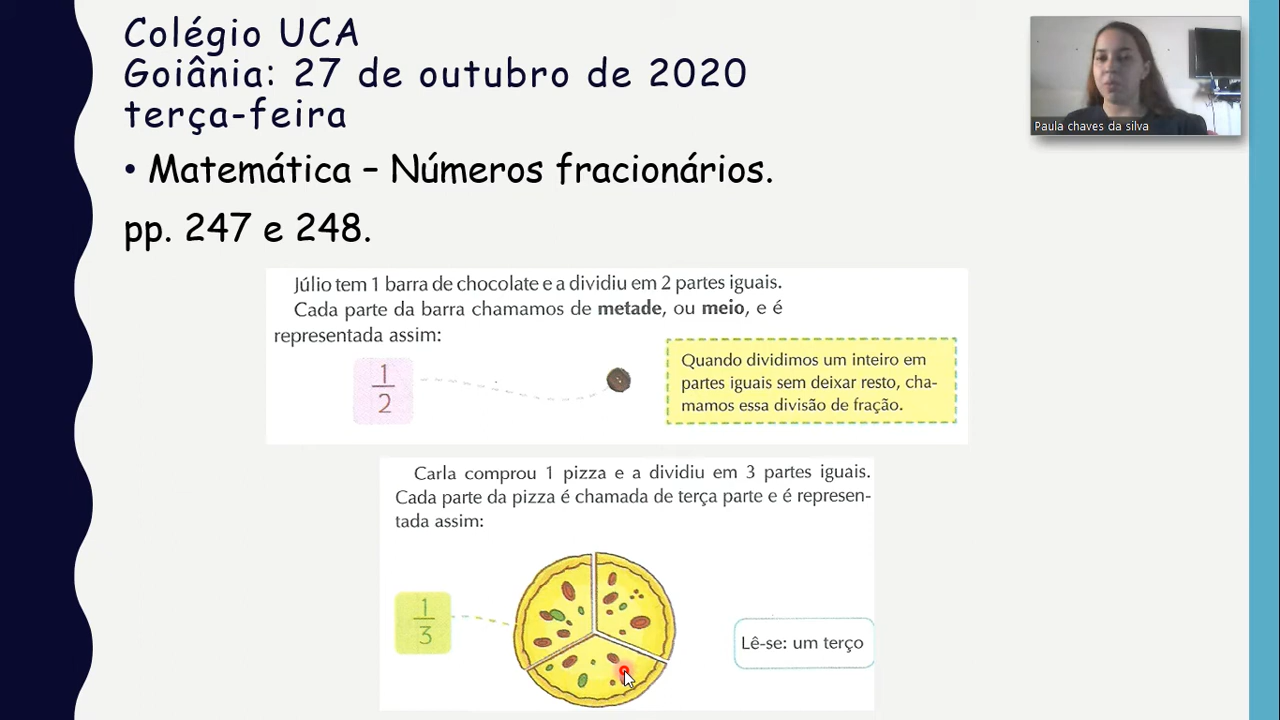 Colégio UCA
Goiânia: 27 de outubro de 2020
terça-feira
Paula chaves da silva
• Matemática – Números fracionários.
pp. 247 e 248.
Júlio tem 1 barra de chocolate e a dividiu em 2 partes iguais.
Cada parte da barra chamamos de metade, ou meio, e é
representada assim:
1
2
Quando dividimos um inteiro em
partes iguais sem deixar resto, cha-
mamos essa divisão de fração.
Carla comprou 1 pizza e a dividiu em 3 partes iguais.
Cada parte da pizza é chamada de terça parte e é represen-
tada assim:
1
3
Lê-se: um terço